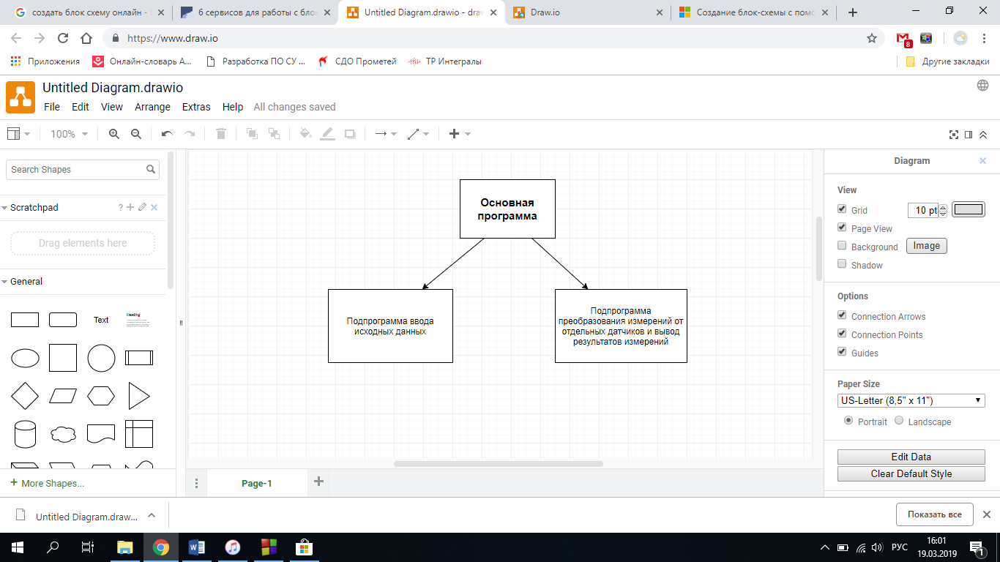 создать блок схему онлайн -
6 сервисов для работы с блок
Untitled Diagram.drawio - draw
Draw.io
Создание блок-схемы с помо
https://www.draw.io
8
Приложения
Онлайн-словарь А...
Разработка ПО СУ ...
СДО Прометей
ТР Интегралы
Другие закладки
Untitled Diagram.drawio
File Edit View Arrange Extras Help All changes saved
100%
Search Shapes
Scratchpad
?
Drag elements here
General
Text
Heading
More Shapes...
Основная
программа
Подпрограмма ввода
исходных данных
Подпрограмма
преобразования измерений от
отдельных датчиков и вывод
результатов измерений
Page-1
Diagram
View
Grid 10 pt
Page View
Background Image
Shadow
Options
Connection Arrows
Connection Points
Guides
Paper Size
US-Letter (8,5" x 11")
Portrait Landscape
Edit Data
Clear Default Style
Untitled Diagram.draw...
Показать все
РУС
16:01
19.03.2019
1